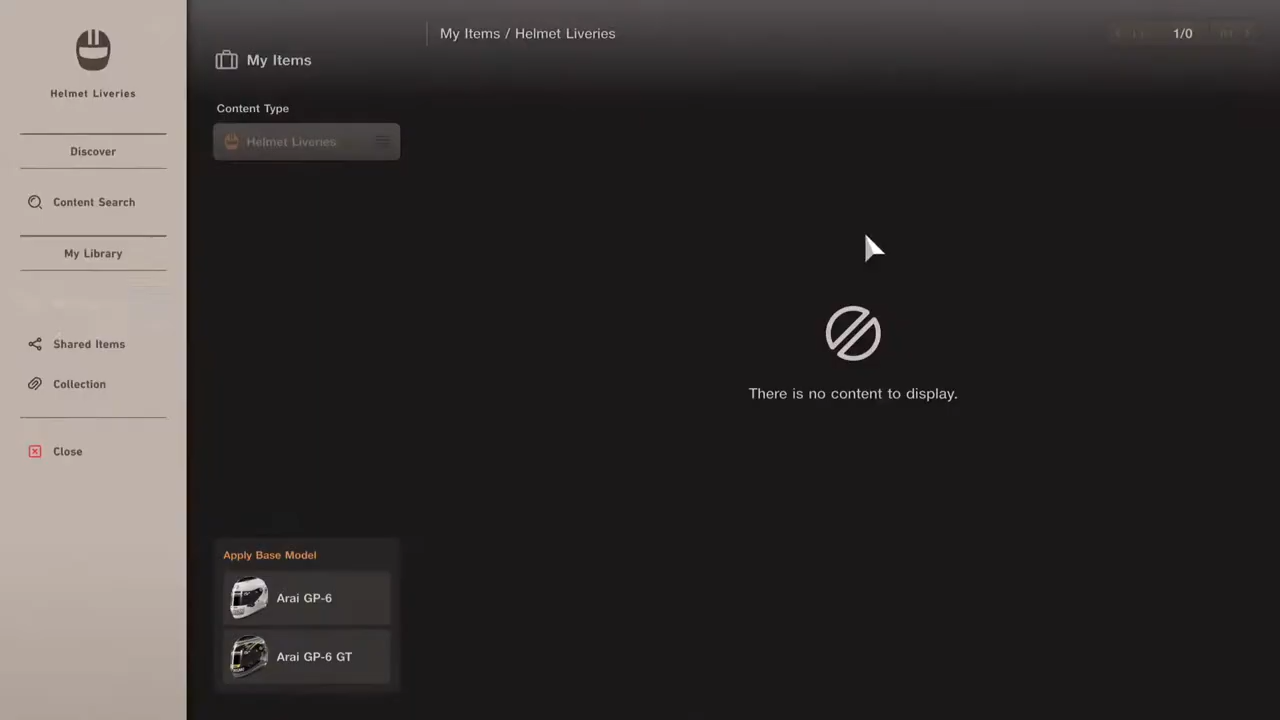 Helmet Liveries
Discover
Content Search
My Library
Shared Items
Collection
Close
My Items
Content Type
Helmet Liveries
Apply Base Model
Arai GP-6
Arai GP-6 GT
My Items / Helmet Liveries
1/0
There is no content to display.